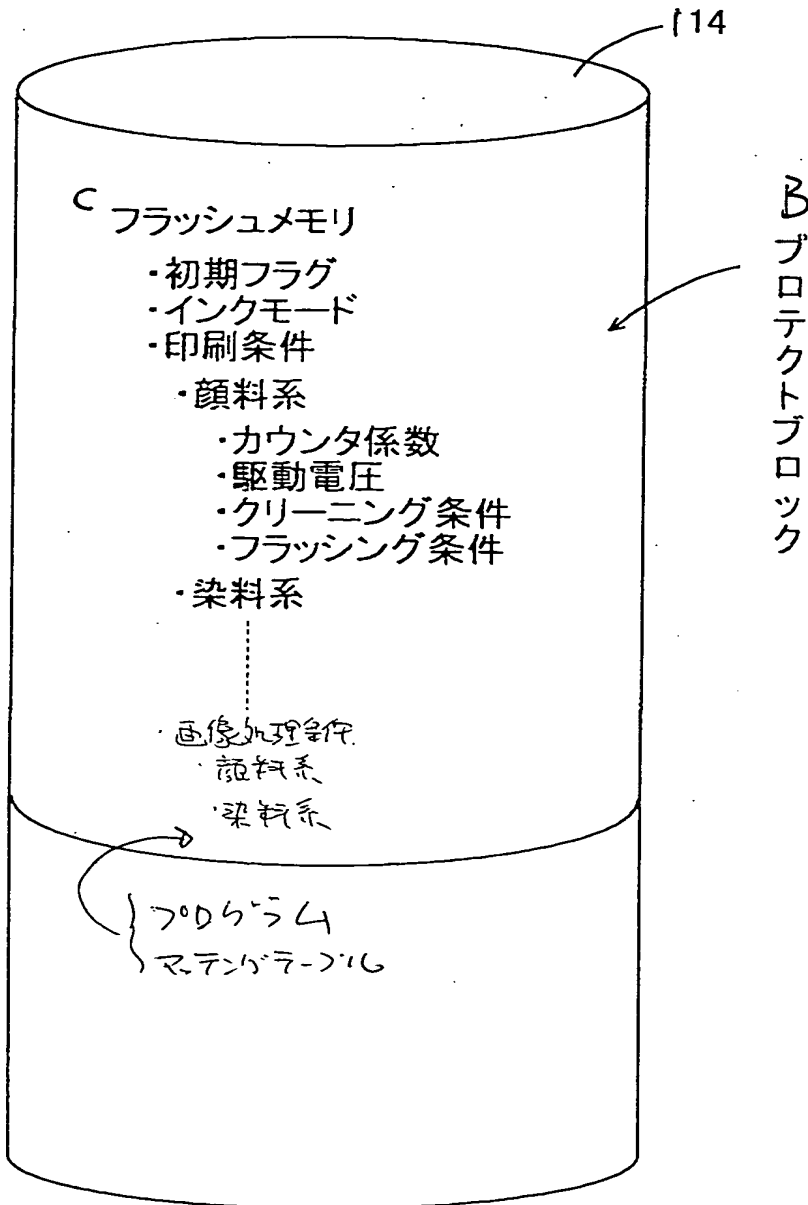 114
B ブロテクトブロック
C フラッシュメモリ
・初期フラグ
・インクモード
・印刷条件
・顔料系
・カウンタ係数
・駆動電圧
・クリーニング条件
・フラッシング条件
・染料系
・画像処理条件
・顔料系
・染料系
プログラム
マッチングテーブル